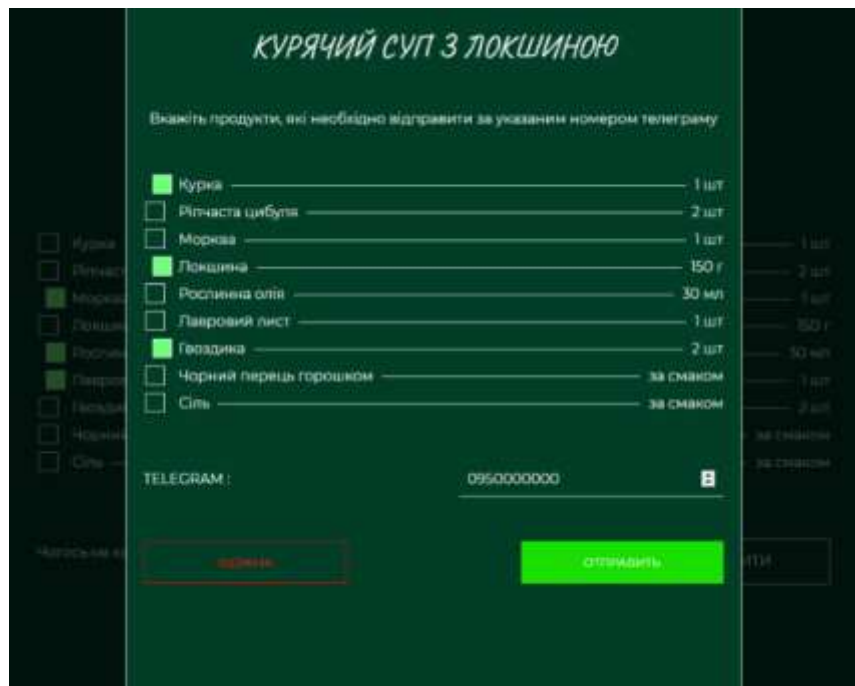 КУРЯЧИЙ СУП З ЛОКШИНОЮ
Вкажіть продукти, які необхідно відправити за указаним номером телеграму
Курка 1 шт
Ріпчаста цибуля 2 шт
Морква 1 шт
Локшина 150 г
Рослинна олія 30 мл
Лавровий лист 1 шт
Гвоздика 2 шт
Чорний перець горошком за смаком
Сіль за смаком
TELEGRAM : 0950000000
ОТПРАВИТЬ